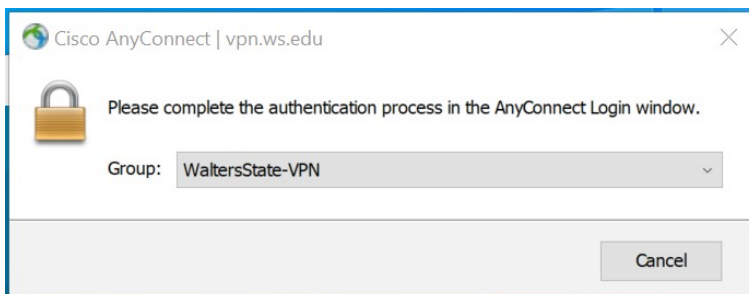 Cisco AnyConnect | vpn.ws.edu
Please complete the authentication process in the AnyConnect Login window.
Group: WaltersState-VPN
Cancel